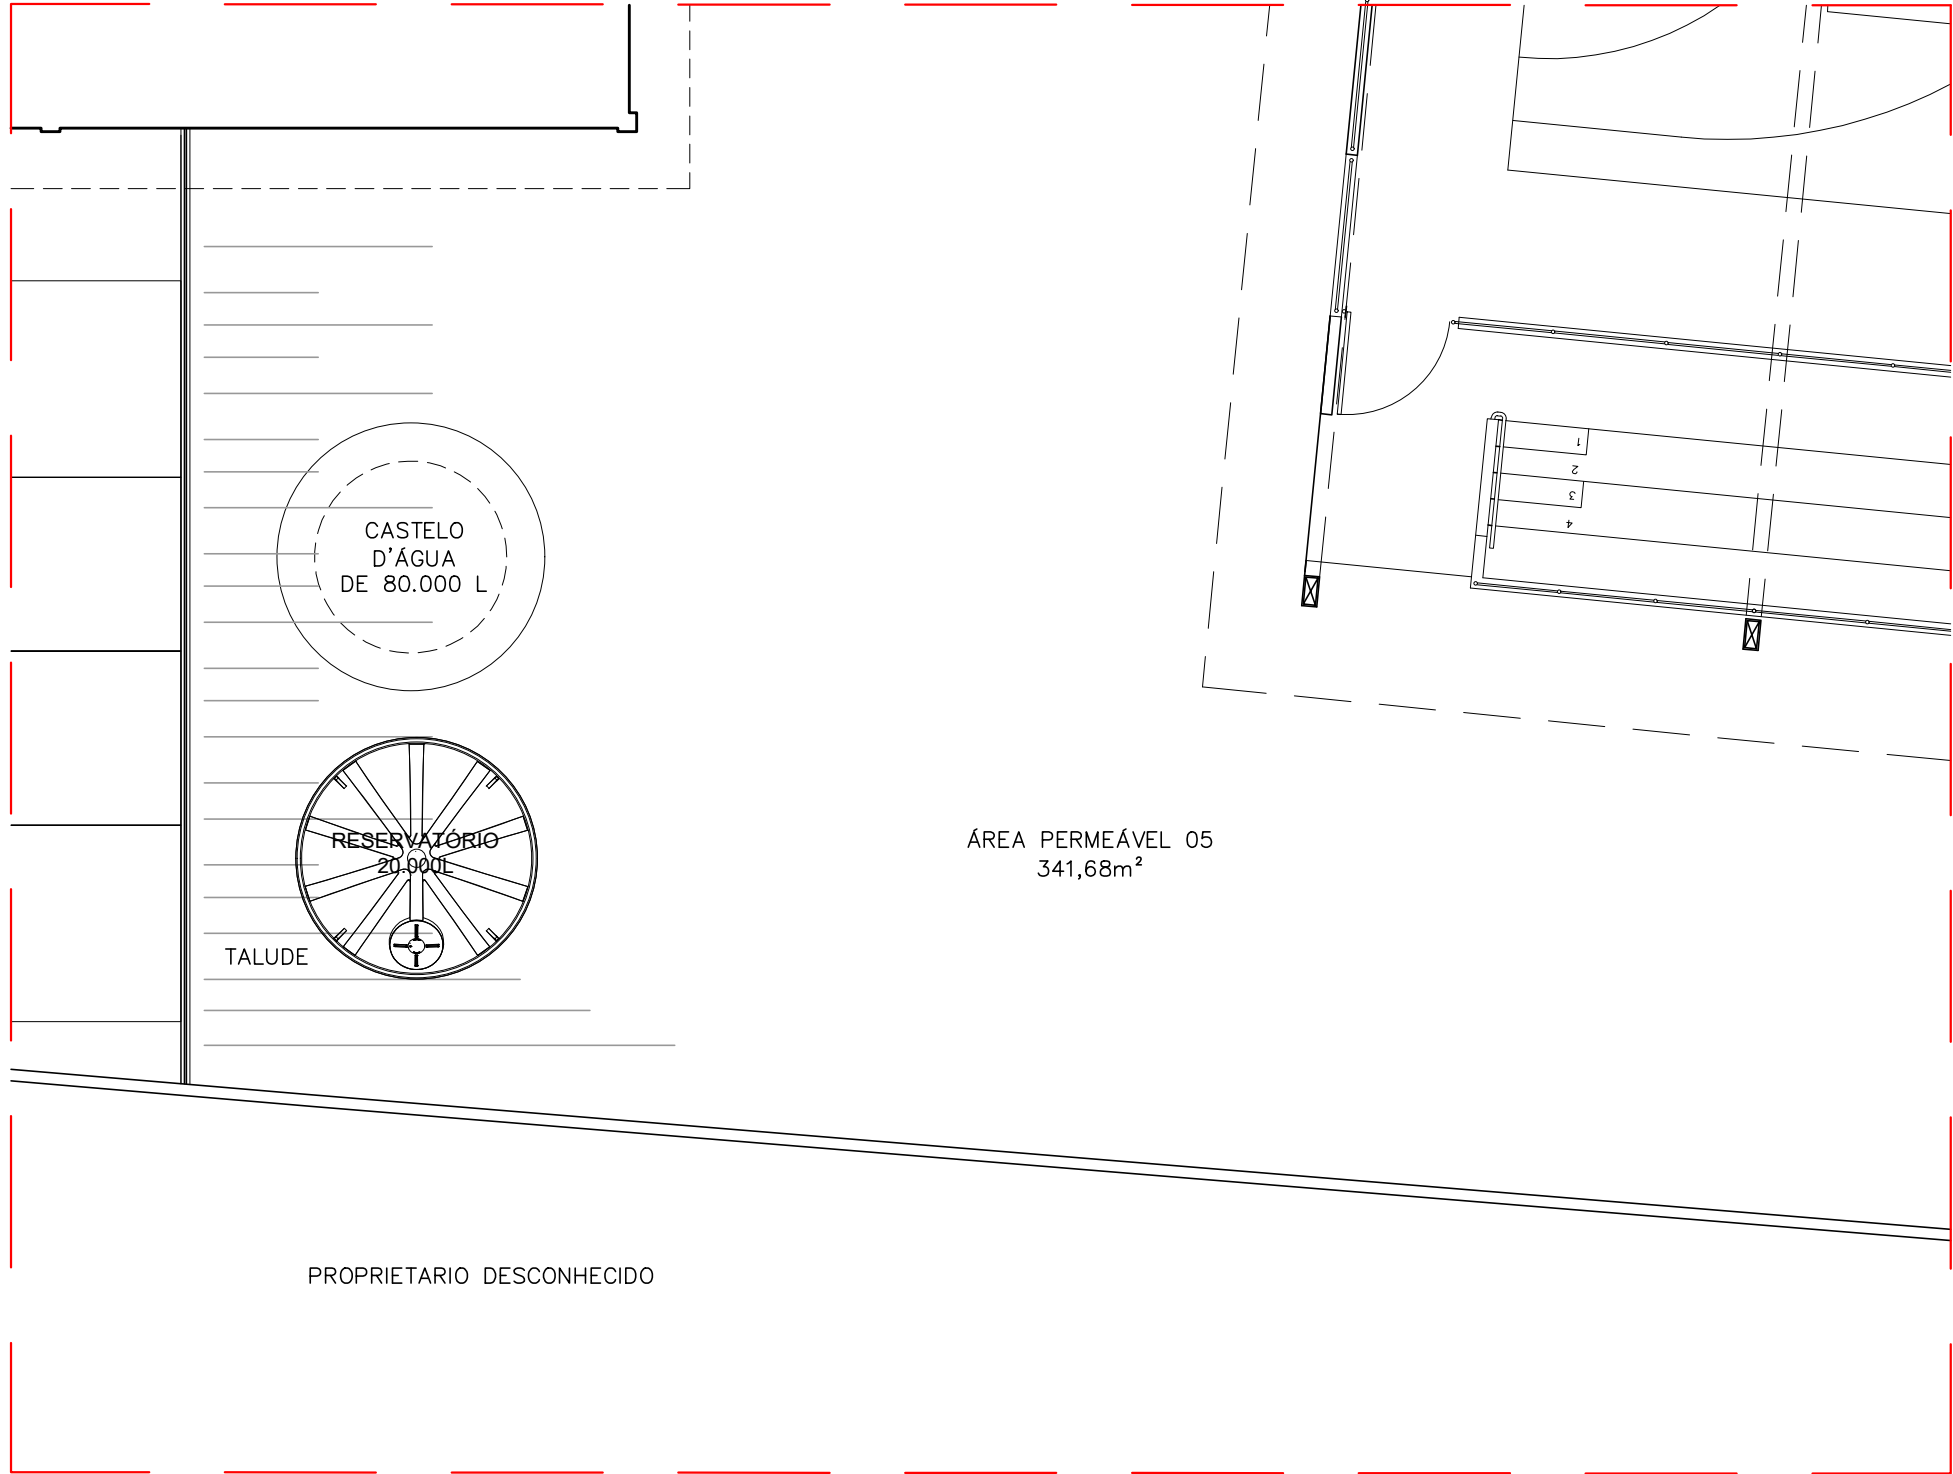 1
2
3
4
CASTELO
D'ÁGUA
DE 80.000 L
RESERVATÓRIO
20.000L
ÁREA PERMEÁVEL 05
341,68m²
TALUDE
PROPRIETARIO DESCONHECIDO